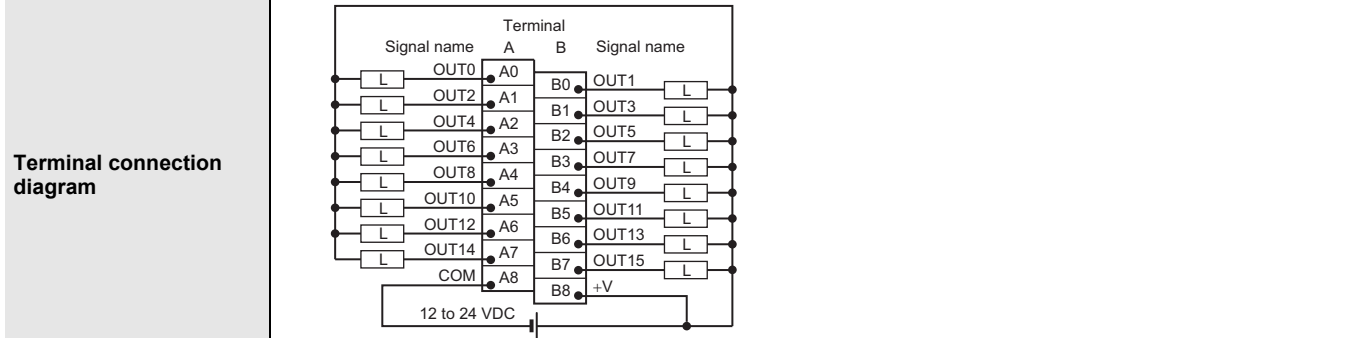 Terminal connection
diagram
Terminal
Signal name A B Signal name
OUT0 A0
B0 OUT1
L
L
OUT2 A1
B1 OUT3
L
L
OUT4 A2
B2 OUT5
L
L
OUT6 A3
B3 OUT7
L
L
OUT8 A4
B4 OUT9
L
L
OUT10 A5
B5 OUT11
L
L
OUT12 A6
B6 OUT13
L
L
OUT14 A7
B7 OUT15
L
L
COM A8
B8 +V
12 to 24 VDC